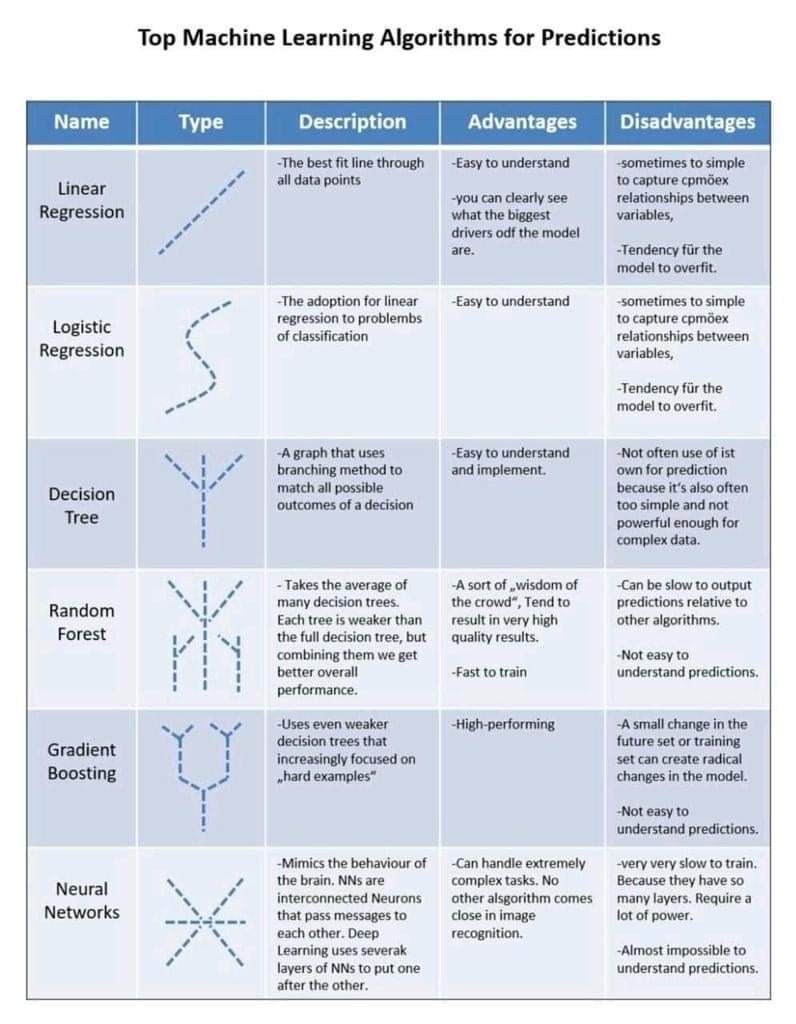 Top Machine Learning Algorithms for Predictions
Name
Type
Description
Advantages
Disadvantages
Linear
Regression
-The best fit line through
all data points
-Easy to understand
-you can clearly see
what the biggest
drivers odf the model
are.
-sometimes to simple
to capture cpmöex
relationships between
variables,
-Tendency für the
model to overfit.
Logistic
Regression
-The adoption for linear
regression to problembs
of classification
-Easy to understand
-sometimes to simple
to capture cpmöex
relationships between
variables,
-Tendency für the
model to overfit.
Decision
Tree
-A graph that uses
branching method to
match all possible
outcomes of a decision
-Easy to understand
and implement.
-Not often use of ist
own for prediction
because it’s also often
too simple and not
powerful enough for
complex data.
Random
Forest
- Takes the average of
many decision trees.
Each tree is weaker than
the full decision tree, but
combining them we get
better overall
performance.
-A sort of „wisdom of
the crowd“, Tend to
result in very high
quality results.
-Fast to train
-Can be slow to output
predictions relative to
other algorithms.
-Not easy to
understand predictions.
Gradient
Boosting
-Uses even weaker
decision trees that
increasingly focused on
„hard examples“
-High-performing
-A small change in the
future set or training
set can create radical
changes in the model.
-Not easy to
understand predictions.
Neural
Networks
-Mimics the behaviour of
the brain. NNs are
interconnected Neurons
that pass messages to
each other. Deep
Learning uses severak
layers of NNs to put one
after the other.
-Can handle extremely
complex tasks. No
other alsgorithm comes
close in image
recognition.
-very very slow to train.
Because they have so
many layers. Require a
lot of power.
-Almost impossible to
understand predictions.